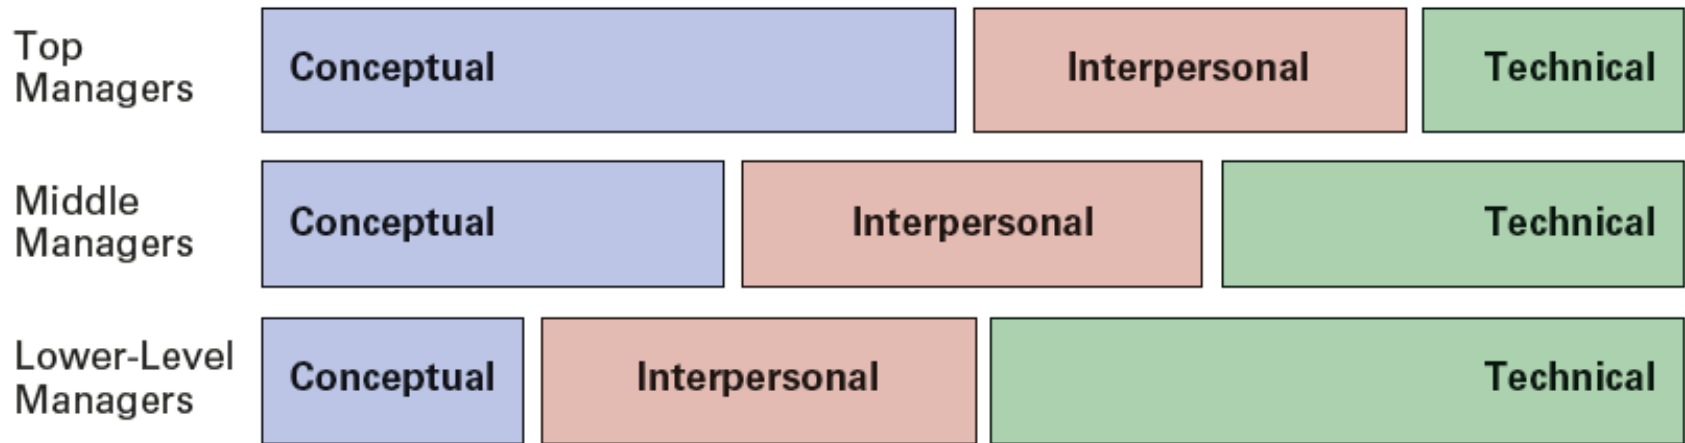 Top
Managers
Conceptual
Interpersonal
Technical
Middle
Managers
Conceptual
Interpersonal
Technical
Lower-Level
Managers
Conceptual
Interpersonal
Technical